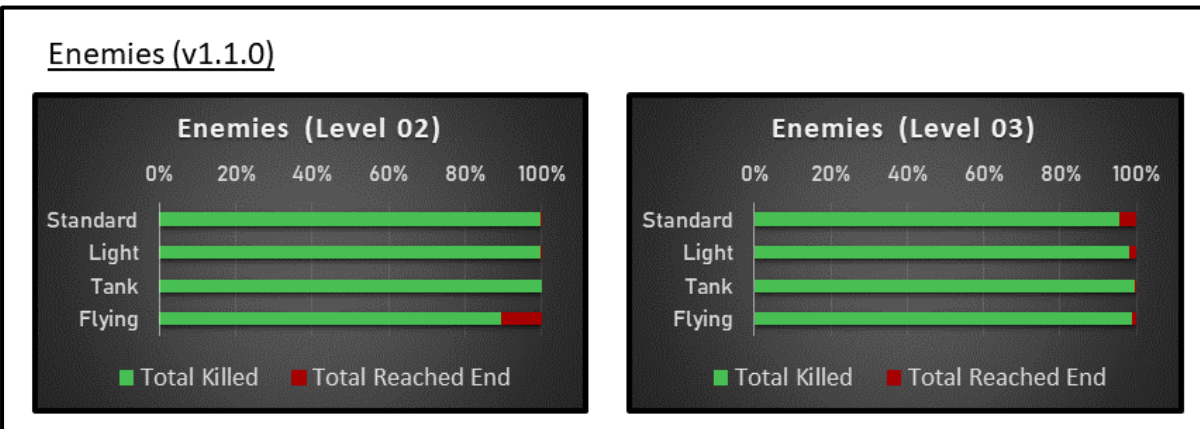 Enemies (v1.1.0)
Enemies (Level 02)
0% 20% 40% 60% 80% 100%
Standard
Light
Tank
Flying
Total Killed Total Reached End
Enemies (Level 03)
0% 20% 40% 60% 80% 100%
Standard
Light
Tank
Flying
Total Killed Total Reached End